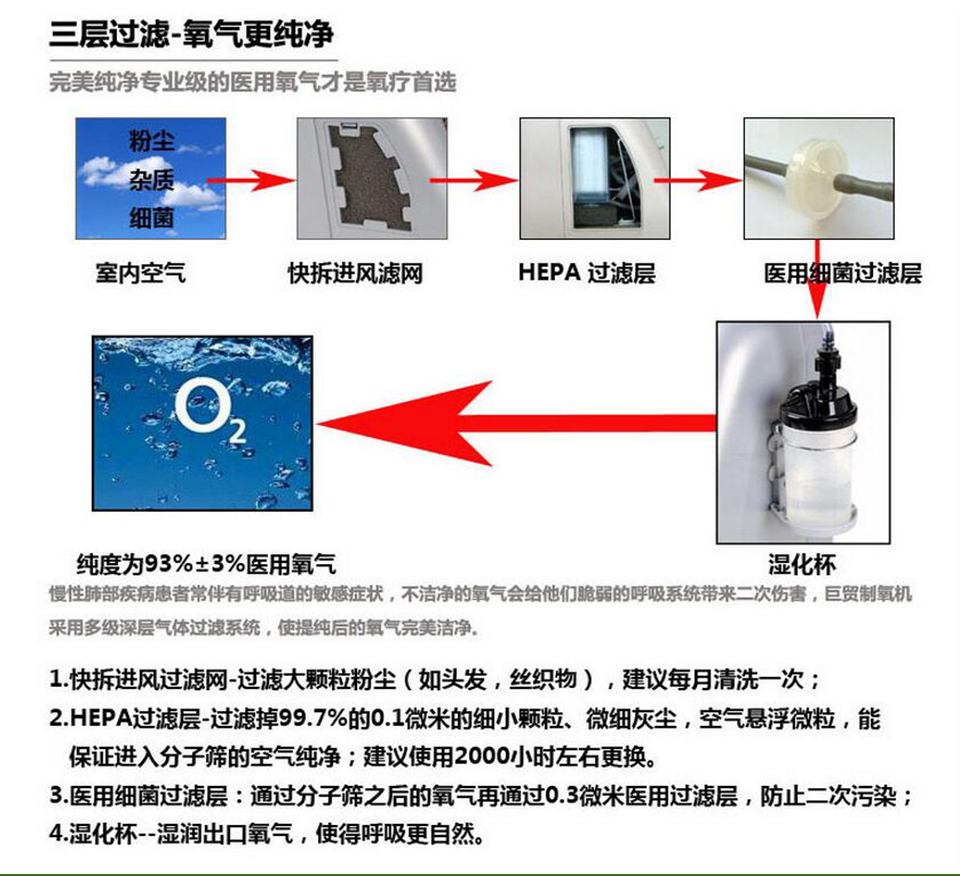 三层过滤-氧气更纯净
完美纯净专业级的医用氧气才是氧疗首选
粉尘
杂质
细菌
室内空气
快拆进风滤网
HEPA 过滤层
医用细菌过滤层
O2
纯度为93%±3%医用氧气
湿化杯
慢性肺部疾病患者常伴有呼吸道的敏感症状，不洁净的氧气会给他们脆弱的呼吸系统带来二次伤害，巨贸制氧机
采用多级深层气体过滤系统，使提纯后的氧气完美洁净。
1.快拆进风过滤网-过滤大颗粒粉尘（如头发，丝织物），建议每月清洗一次；
2.HEPA过滤层-过滤掉99.7%的0.1微米的细小颗粒、微细灰尘，空气悬浮微粒，能
保证进入分子筛的空气纯净；建议使用2000小时左右更换。
3.医用细菌过滤层：通过分子筛之后的氧气再通过0.3微米医用过滤层，防止二次污染；
4.湿化杯--湿润出口氧气，使得呼吸更自然。